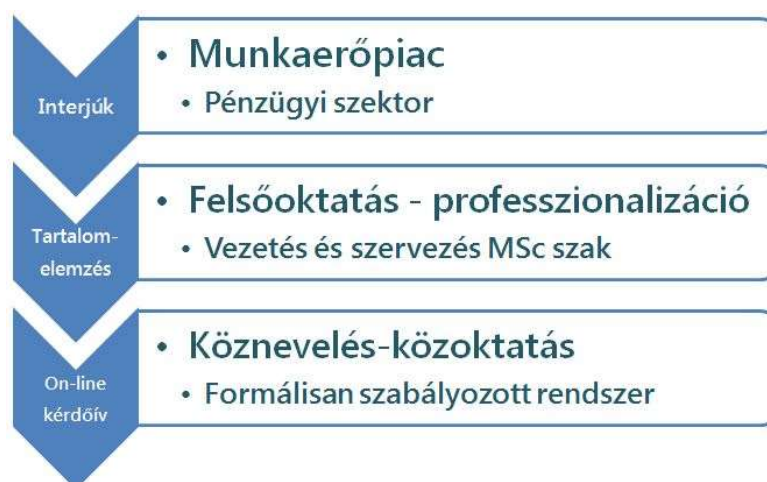 Interjúk
• Munkaerőpiac
• Pénzügyi szektor
Tartalom-
elemzés
• Felsőoktatás - professzionalizáció
• Vezetés és szervezés MSc szak
On-line
kérdőív
• Köznevelés-közoktatás
• Formálisan szabályozott rendszer